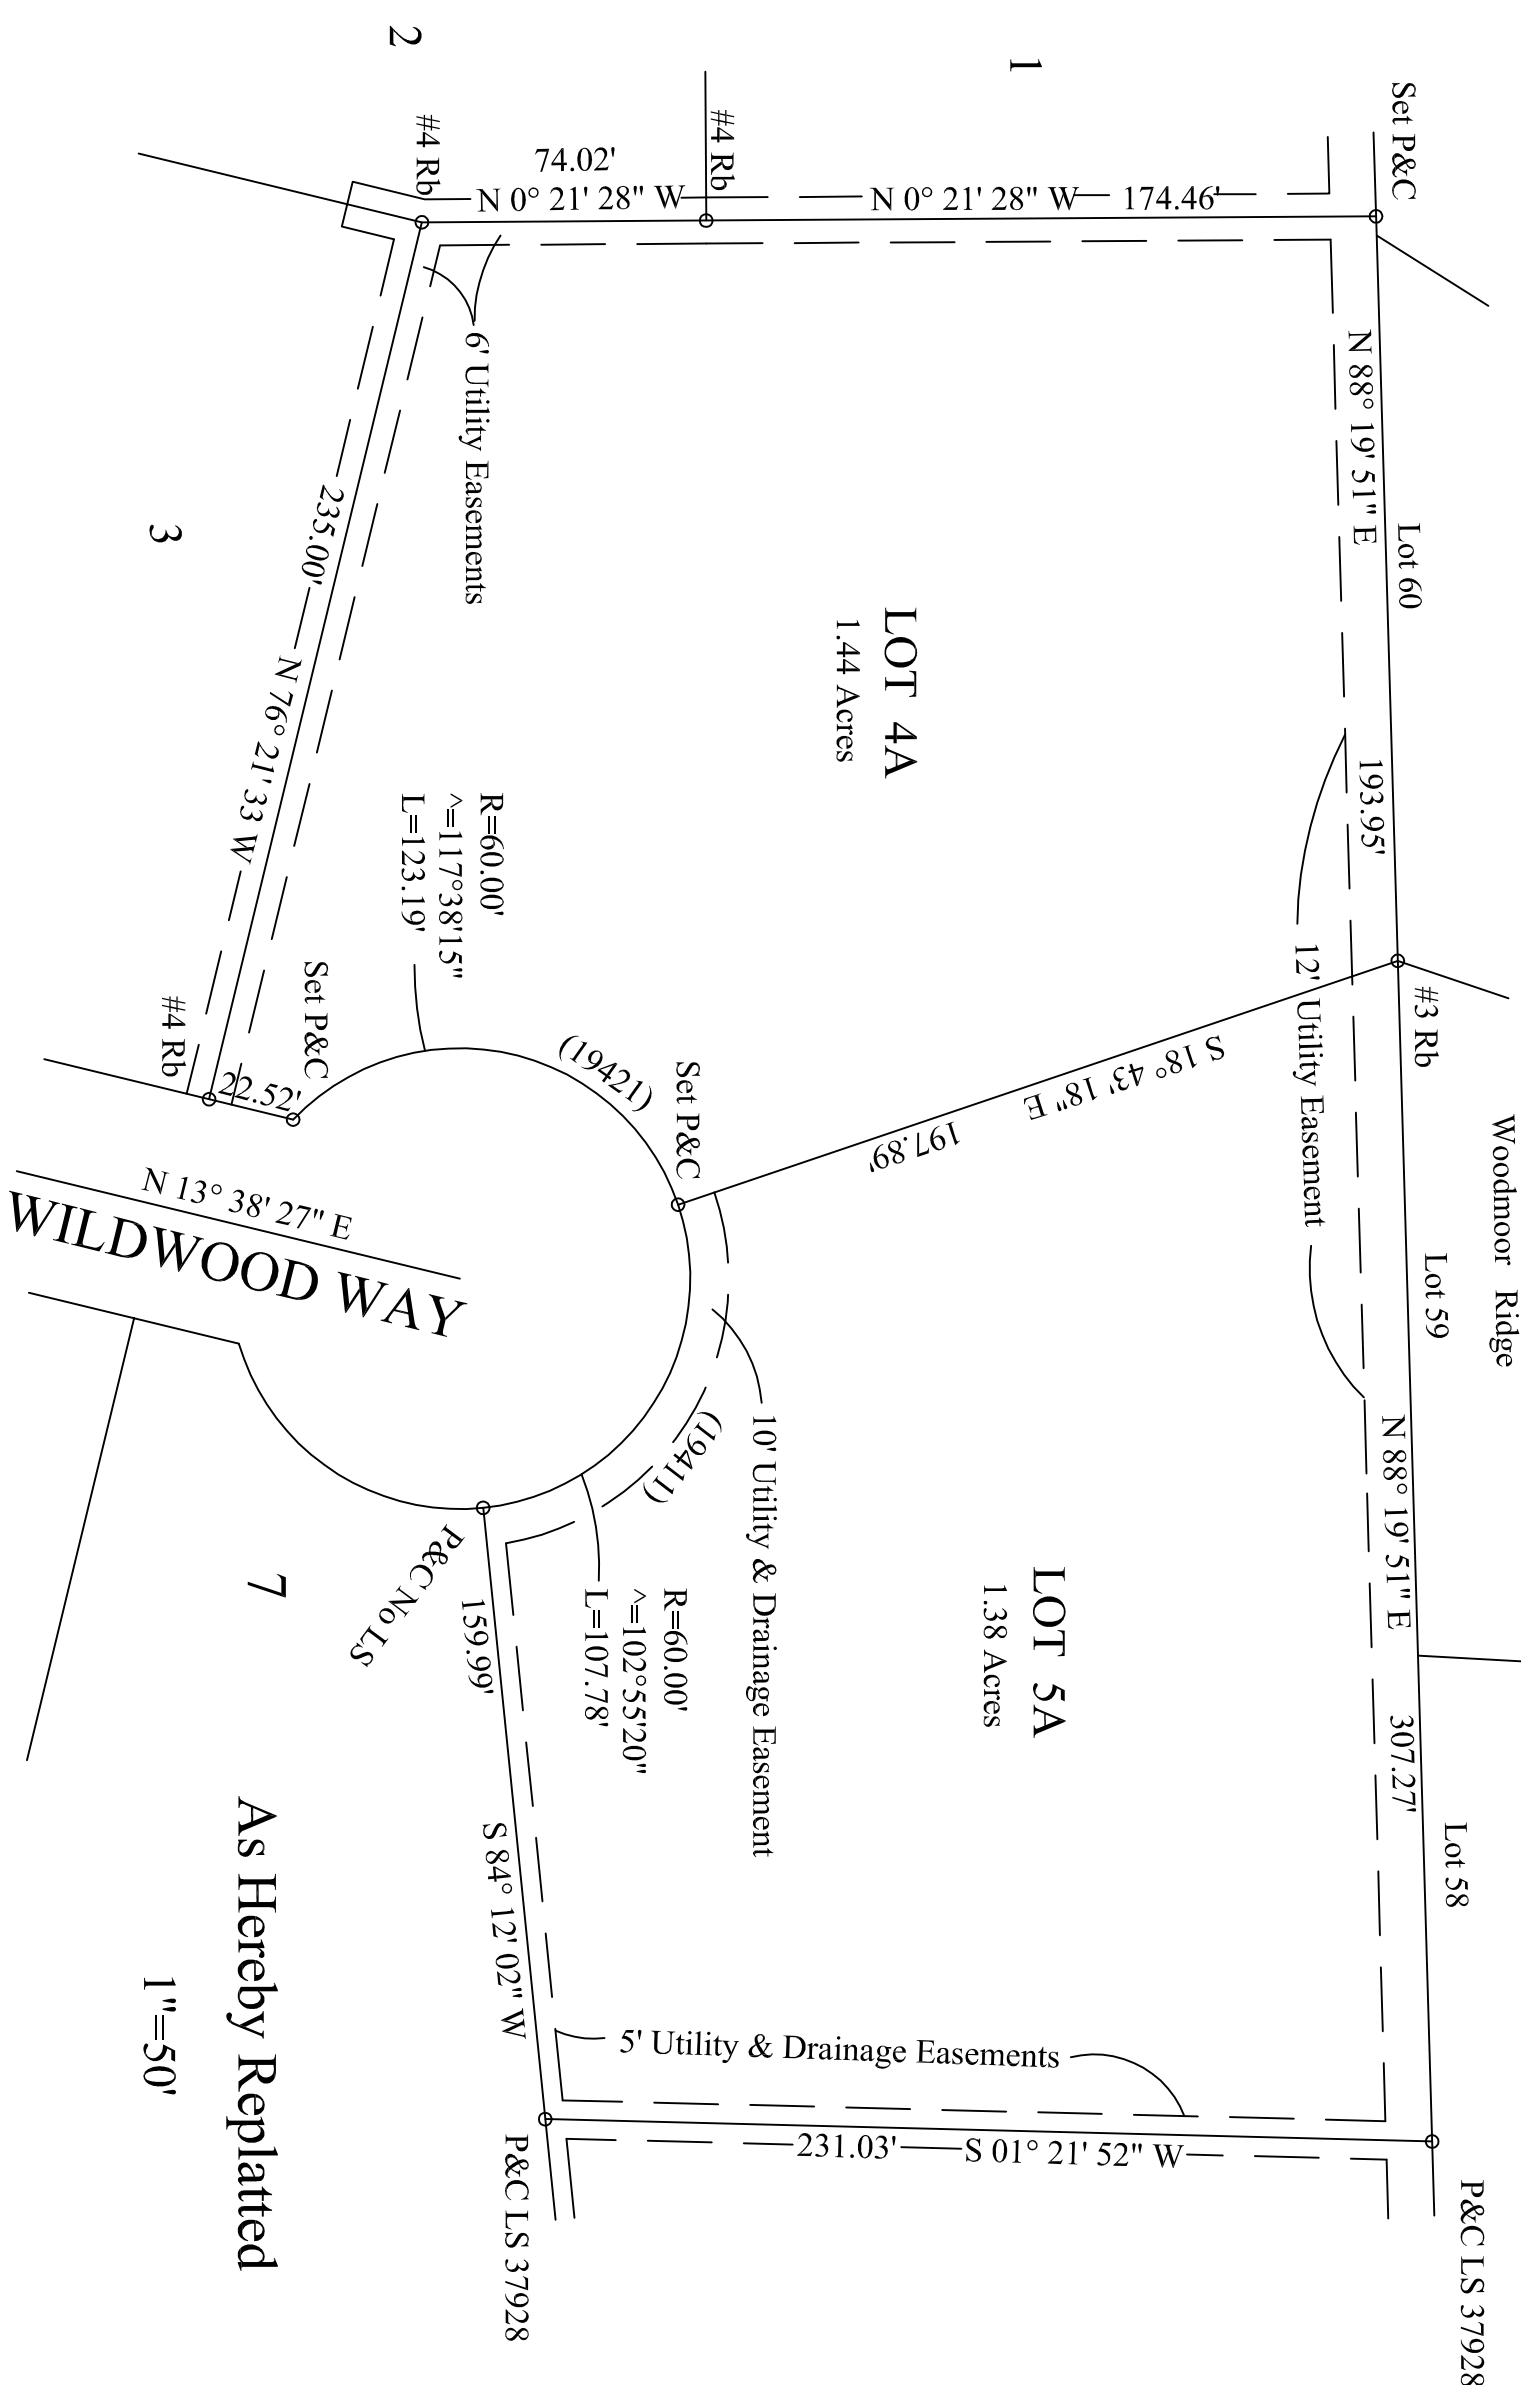 Woodmoor Ridge
Set P&C
Lot 60
#3 Rb
Lot 59
Lot 58
P&C LS 37928
N 88° 19' 51" E
193.95'
N 88° 19' 51" E
307.27'
12' Utility Easement
1
N 0° 21' 28" W
174.46'
#4 Rb
74.02'
N 0° 21' 28" W
2
#4 Rb
6' Utility Easements
LOT 4A
1.44 Acres
S 18° 43' 18" E
197.89'
LOT 5A
1.38 Acres
231.03'
S 01° 21' 52" W
5' Utility & Drainage Easements
10' Utility & Drainage Easement
Set P&C
(19421)
(19411)
R=60.00'
^=117°38'15"
L=123.19'
R=60.00'
^=102°55'20"
L=107.78'
235.00'
N 76° 21' 33 W
3
Set P&C
#4 Rb
22.52'
N 13° 38' 27" E
WILDWOOD WAY
P&C No LS
159.99'
S 84° 12' 02" W
P&C LS 37928
7
As Hereby Replatted
1"=50'